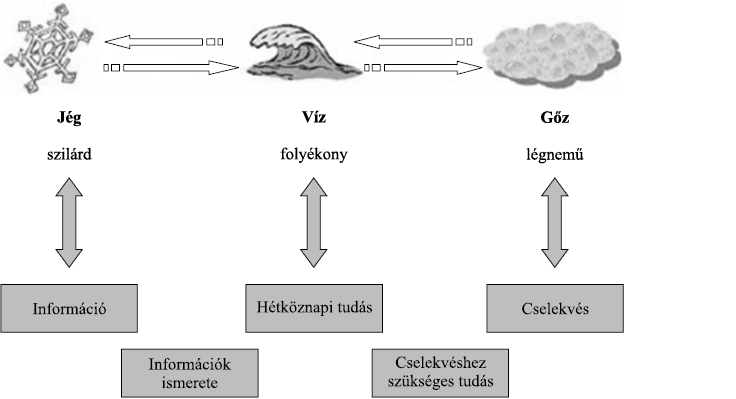 Jég
Víz
Gőz
szilárd
folyékony
légnemű
Információ
Hétköznapi tudás
Cselekvés
Információk
ismerete
Cselekvéshez
szükséges tudás